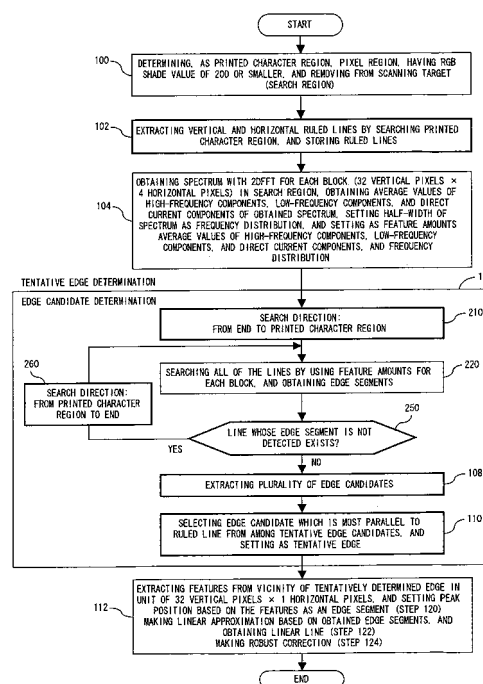 START
100
DETERMINING, AS PRINTED CHARACTER REGION, PIXEL REGION, HAVING RGB
SHADE VALUE OF 200 OR SMALLER, AND REMOVING FROM SCANNING TARGET
(SEARCH REGION)
102
EXTRACTING VERTICAL AND HORIZONTAL RULED LINES BY SEARCHING PRINTED
CHARACTER REGION, AND STORING RULED LINES
104
OBTAINING SPECTRUM WITH 2DFFT FOR EACH BLOCK (32 VERTICAL PIXELS ×
4 HORIZONTAL PIXELS) IN SEARCH REGION, OBTAINING AVERAGE VALUES OF
HIGH-FREQUENCY COMPONENTS, LOW-FREQUENCY COMPONENTS, AND DIRECT
CURRENT COMPONENTS OF OBTAINED SPECTRUM, SETTING HALF-WIDTH OF
SPECTRUM AS FREQUENCY DISTRIBUTION, AND SETTING AS FEATURE AMOUNTS
AVERAGE VALUES OF HIGH-FREQUENCY COMPONENTS, LOW-FREQUENCY
COMPONENTS, AND DIRECT CURRENT COMPONENTS, AND FREQUENCY
DISTRIBUTION
TENTATIVE EDGE DETERMINATION
1
EDGE CANDIDATE DETERMINATION
SEARCH DIRECTION:
FROM END TO PRINTED CHARACTER REGION
210
260
SEARCH DIRECTION:
FROM PRINTED CHARACTER
REGION TO END
SEARCHING ALL OF THE LINES BY USING FEATURE AMOUNTS FOR
EACH BLOCK, AND OBTAINING EDGE SEGMENTS
220
250
LINE WHOSE EDGE SEGMENT IS NOT
DETECTED EXISTS?
YES
NO
EXTRACTING PLURALITY OF EDGE CANDIDATES
108
SELECTING EDGE CANDIDATE WHICH IS MOST PARALLEL TO
RULED LINE FROM AMONG TENTATIVE EDGE CANDIDATES, AND
SETTING AS TENTATIVE EDGE
110
112
EXTRACTING FEATURES FROM VICINITY OF TENTATIVELY DETERMINED EDGE IN
UNIT OF 32 VERTICAL PIXELS × 1 HORIZONTAL PIXELS, AND SETTING PEAK
POSITION BASED ON THE FEATURES AS AN EDGE SEGMENT (STEP 120)
MAKING LINEAR APPROXIMATION BASED ON OBTAINED EDGE SEGMENTS, AND
OBTAINING LINEAR LINE (STEP 122)
MAKING ROBUST CORRECTION (STEP 124)
END